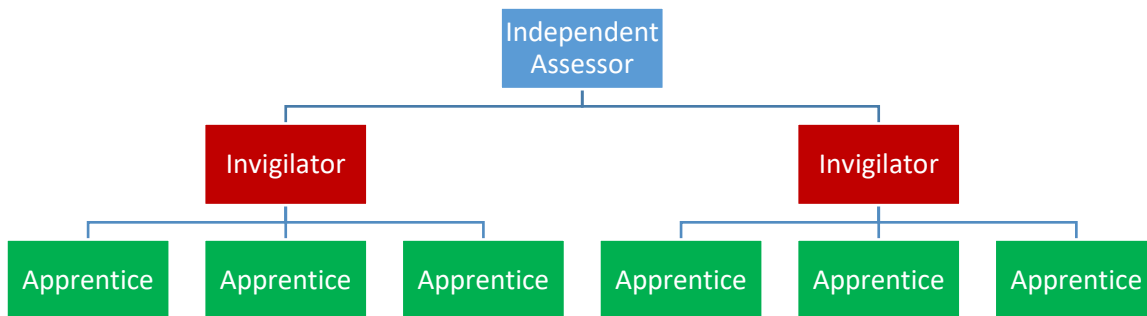 Independent
Assessor
Invigilator
Invigilator
Apprentice
Apprentice
Apprentice
Apprentice
Apprentice
Apprentice